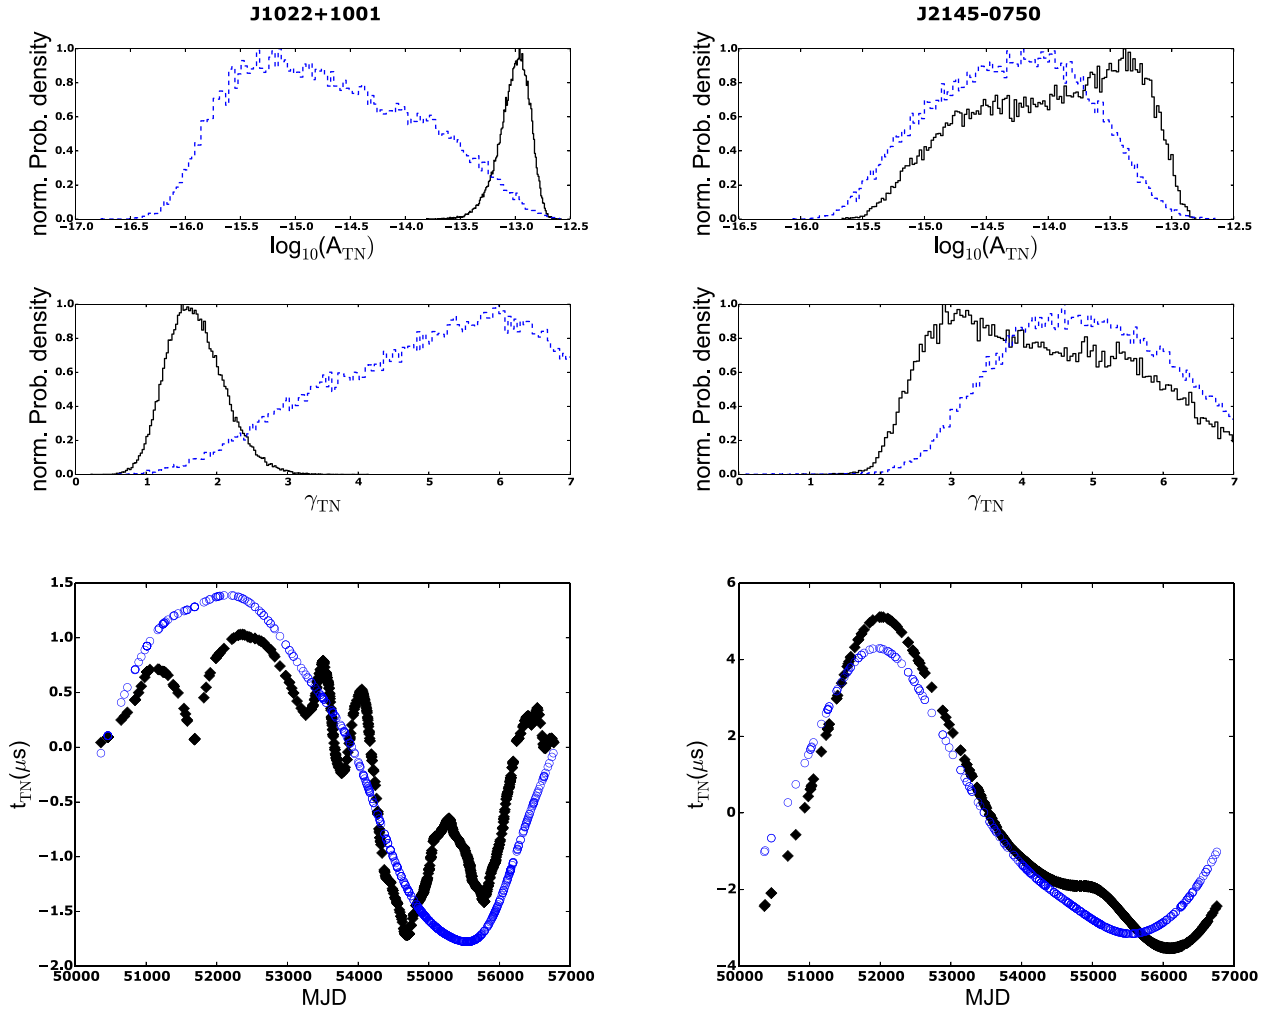 J1022+1001
J2145-0750
norm. Prob. density
1.0
0.8
0.6
0.4
0.2
0.0
−17.0 −16.5 −16.0 −15.5 −15.0 −14.5 −14.0 −13.5 −13.0 −12.5
log10(ATN)
norm. Prob. density
1.0
0.8
0.6
0.4
0.2
0.0
−16.5 −16.0 −15.5 −15.0 −14.5 −14.0 −13.5 −13.0 −12.5
log10(ATN)
norm. Prob. density
1.0
0.8
0.6
0.4
0.2
0.0
0 1 2 3 4 5 6 7
γTN
norm. Prob. density
1.0
0.8
0.6
0.4
0.2
0.0
0 1 2 3 4 5 6 7
γTN
tTN(μs)
1.5
1.0
0.5
0.0
−0.5
−1.0
−1.5
−2.0
50000 51000 52000 53000 54000 55000 56000 57000
MJD
tTN(μs)
6
4
2
0
−2
−4
50000 51000 52000 53000 54000 55000 56000 57000
MJD